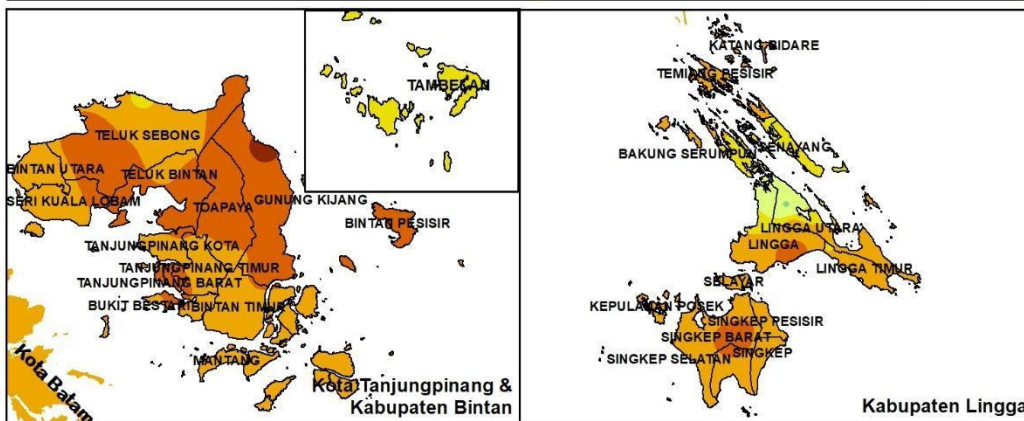 TAMBELAN
TELUK SEBONG
BINTAN UTARA
TELUK BINTAN
SERI KUALA LOBAM
TOAPAYA
GUNUNG KIJANG
BINTAN PESISIR
TANJUNGPINANG KOTA
TANJUNGPINANG TIMUR
TANJUNGPINANG BARAT
BUKIT BESTARI
BINTAN TIMUR
MANTANG
Kota Batam
Kota Tanjungpinang &
Kabupaten Bintan
KATANG BIDARE
TEMIANG PESISIR
BAKUNG SERUMPUN
SENAYANG
LINGGA UTARA
LINGGA
LINGGA TIMUR
SELAYAR
KEPULAUAN POSEK
SINGKEP PESISIR
SINGKEP BARAT
SINGKEP SELATAN
SINGKEP
Kabupaten Lingga